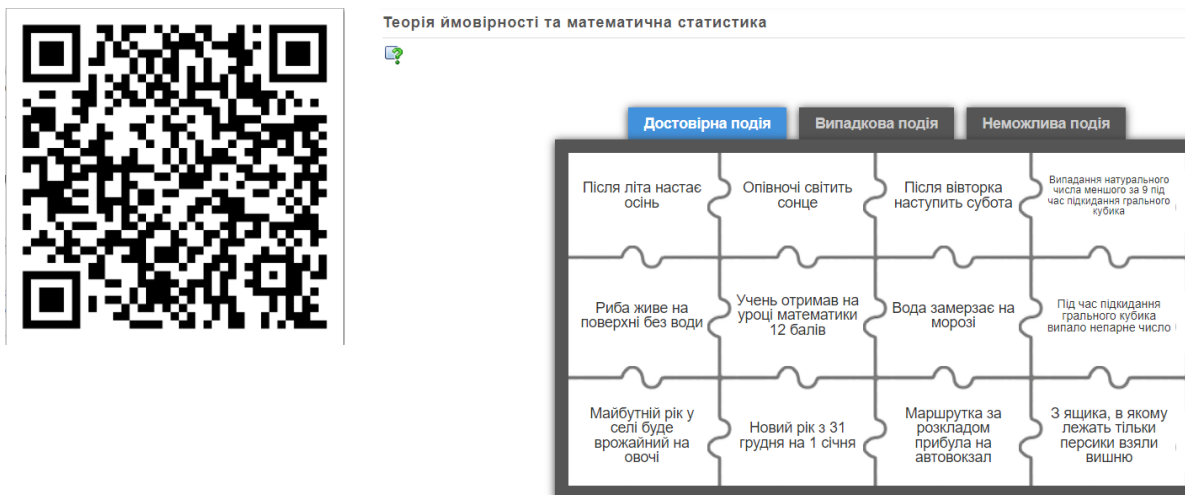 Теорія ймовірності та математична статистика
Достовірна подія
Випадкова подія
Неможлива подія
Після літа настає
осінь
Опівночі світить
сонце
Після вівторка
наступить субота
Випадання натурального
числа меншого за 9 під
час підкидання грального
кубика
Риба живе на
поверхні без води
Учень отримав на
уроці математики
12 балів
Вода замерзає на
морозі
Під час підкидання
грального кубика
випало непарне число
Майбутній рік у
селі буде
врожайний на
овочі
Новий рік з 31
грудня на 1 січня
Маршрутка за
розкладом
прибула на
автовокзал
З ящика, в якому
лежать тільки
персики взяли
вишню